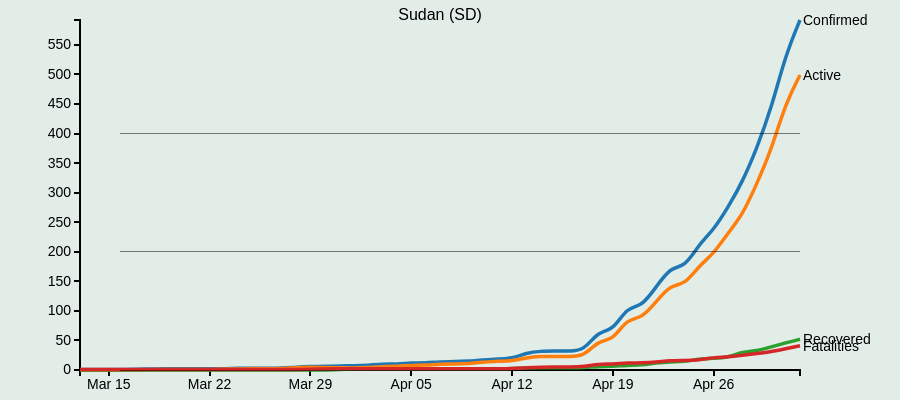 Sudan (SD)
Confirmed
Active
550
500
450
400
350
300
250
200
150
100
50
0
Recovered
Fatalities
Mar 15 Mar 22 Mar 29 Apr 05 Apr 12 Apr 19 Apr 26